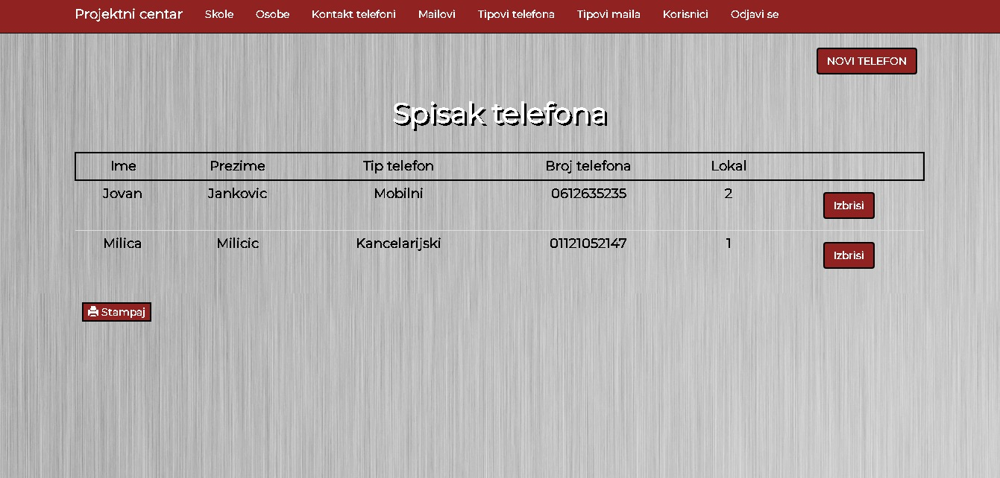 Projektni centar Skole Osobe Kontakt telefoni Mailovi Tipovi telefona Tipovi maila Korisnici Odjavi se
NOVI TELEFON
Spisak telefona
Ime Prezime Tip telefon Broj telefona Lokal
Jovan Jankovic Mobilni 0612635235 2 Izbrisi
Milica Milicic Kancelarijski 01121052147 1 Izbrisi
Stampaj